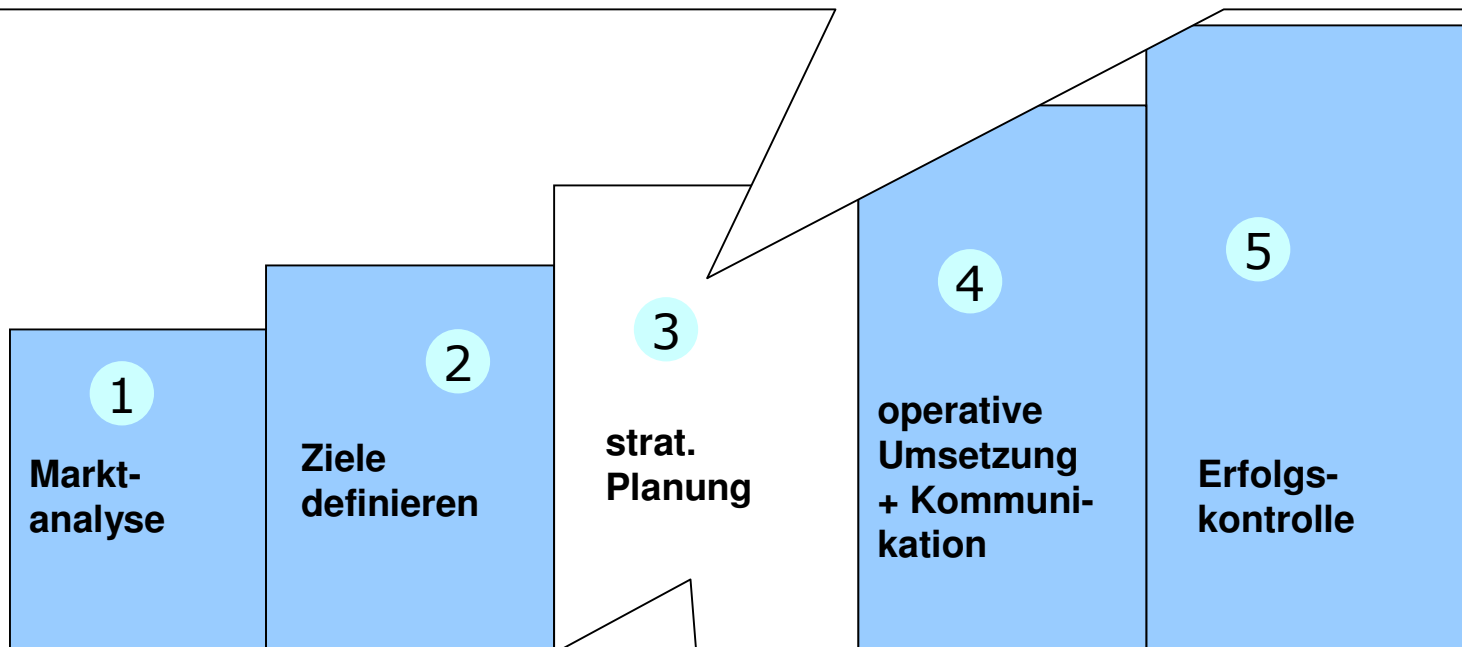 1
Markt-
analyse
2
Ziele
definieren
3
strat.
Planung
4
operative
Umsetzung
+ Kommuni-
kation
5
Erfolgs-
kontrolle